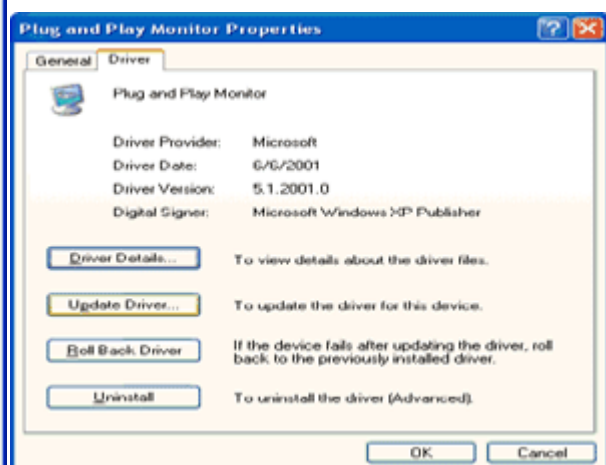 Plug and Play Monitor Properties
General Driver
Plug and Play Monitor
Driver Provider: Microsoft
Driver Date: 6/6/2001
Driver Version: 5.1.2001.0
Digital Signer: Microsoft Windows XP Publisher
Driver Details... To view details about the driver files.
Update Driver... To update the driver for this device.
Roll Back Driver If the device fails after updating the driver, roll
back to the previously installed driver.
Uninstall To uninstall the driver (Advanced).
OK Cancel